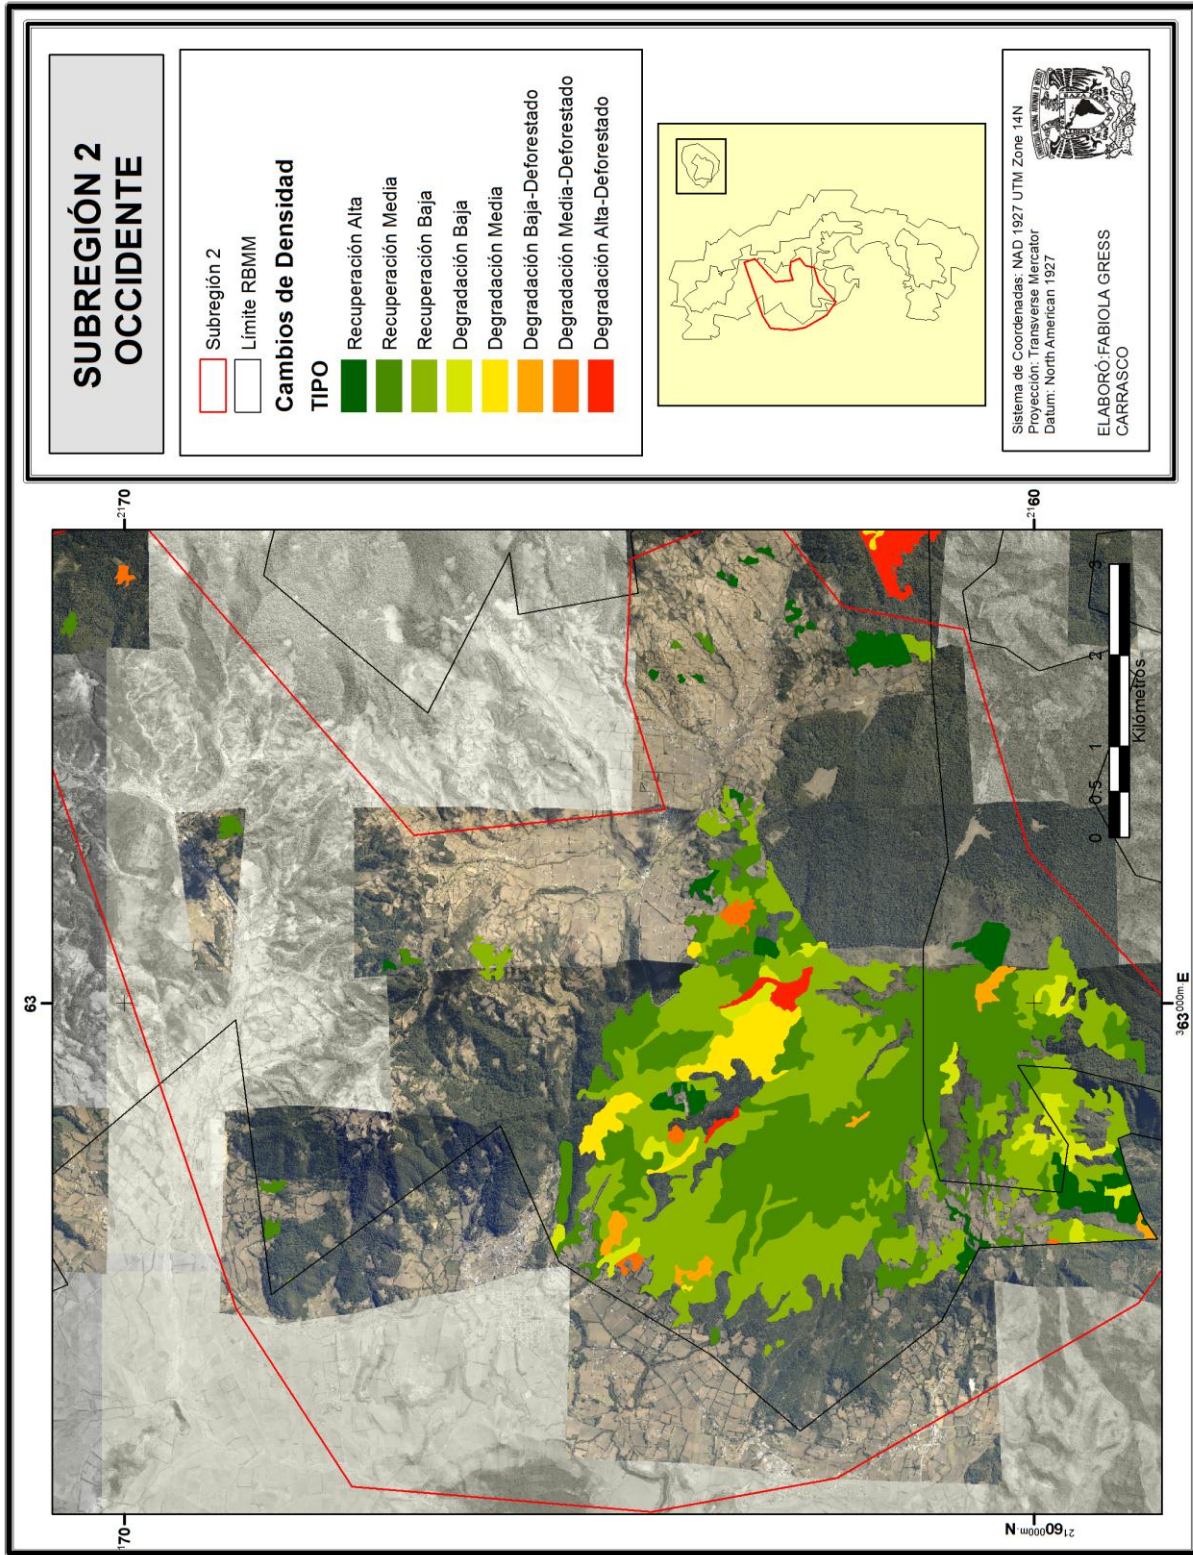 SUBREGIÓN 2
OCCIDENTE
Subregión 2
Límite RBMM
Cambios de Densidad
TIPO
Recuperación Alta
Recuperación Media
Recuperación Baja
Degradación Baja
Degradación Media
Degradación Baja-Deforestado
Degradación Media-Deforestado
Degradación Alta-Deforestado
Sistema de Coordenadas: NAD 1927 UTM Zone 14N
Proyección: Transverse Mercator
Datum: North American 1927
ELABORÓ:FABIOLA GRESS
CARRASCO
2170
2160
63
363000m. E
170
2160000m. N
0 0.5 1 2 3
Kilómetros